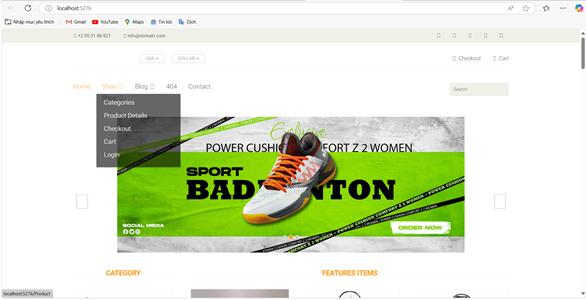 localhost:5276
Nhập mục yêu thích Gmail YouTube Maps Tin tức Dịch
+2 95 01 88 821 info@domain.com
USA DOLLAR Checkout Cart
Home Shop Blog 404 Contact Search
Categories
Product Details
Checkout
Cart
Login
Exclusive
POWER CUSHI FORT Z 2 WOMEN
SPORT
BADMINTON
SOCIAL MEDIA
ORDER NOW
CATEGORY FEATURES ITEMS
localhost:5276/Product